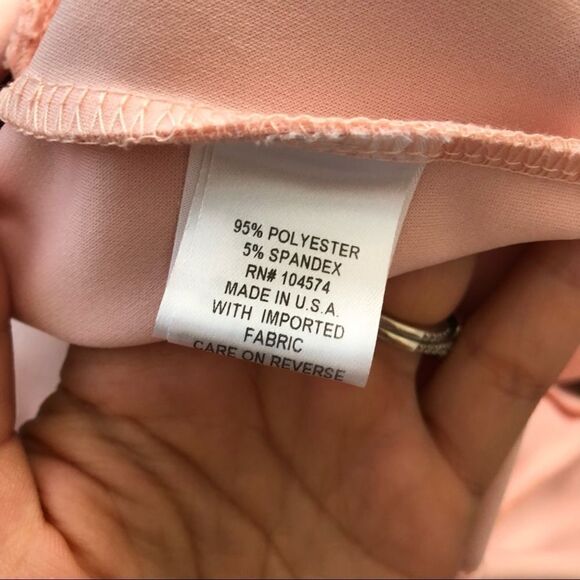 95% POLYESTER
5% SPANDEX
RN# 104574
MADE IN U.S.A.
WITH IMPORTED
FABRIC
CARE ON REVERSE